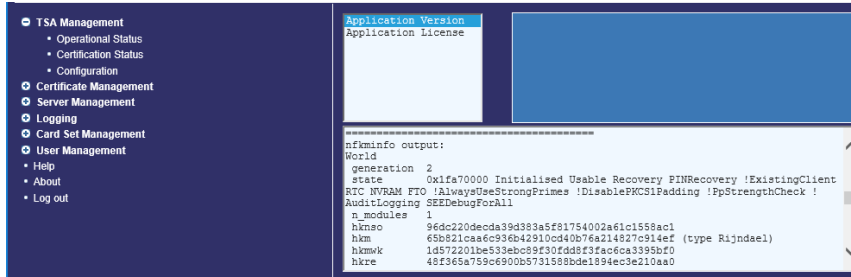 TSA Management
Operational Status
Certification Status
Configuration
Certificate Management
Server Management
Logging
Card Set Management
User Management
Help
About
Log out
Application Version
Application License
==========================================
nfkminfo output:
World
generation 2
state 0x1fa70000 Initialised Usable Recovery PINRecovery !ExistingClient
RTC NVRAM FTO !AlwaysUseStrongPrimes !DisablePKCS1Padding !PpStrengthCheck !
AuditLogging SEEDebugForAll
n_modules 1
hknso 96dc220decda39d383a5f81754002a61c1558ac1
hkm 65b821caa6c936b42910cd40b76a214827c914ef (type Rijndael)
hkmwk 1d572201be533ebc89f30fdd8f3fac6ca3395bf0
hkre 48f365a759c6900b5731588bde1894ec3e210aa0